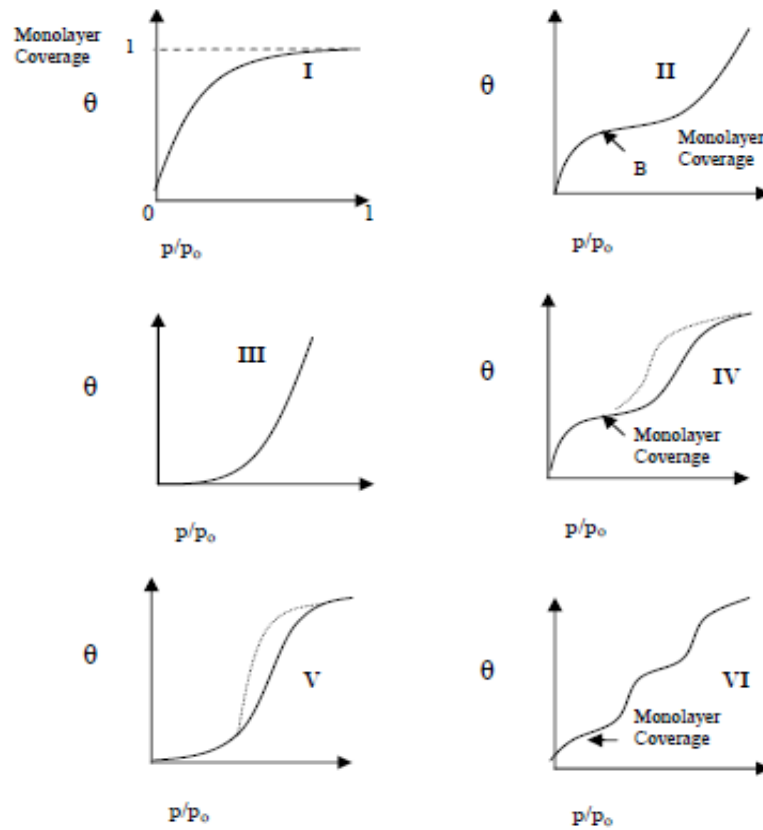 Monolayer
Coverage
1
θ
I
0
1
p/pₒ
θ
II
Monolayer
Coverage
B
p/pₒ
θ
III
p/pₒ
θ
IV
Monolayer
Coverage
p/pₒ
θ
V
p/pₒ
θ
VI
Monolayer
Coverage
p/pₒ